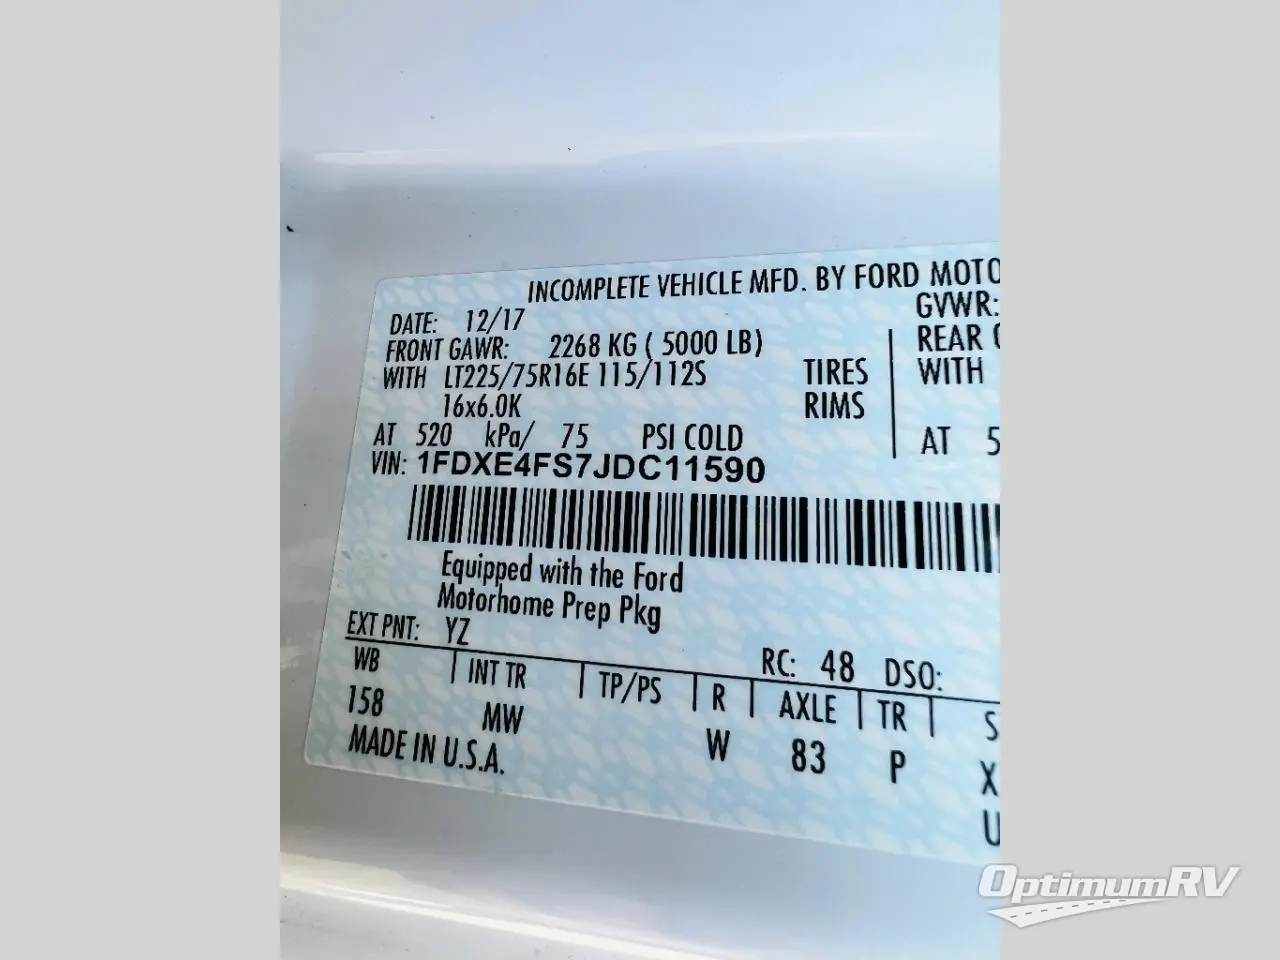 INCOMPLETE VEHICLE MFD. BY FORD MOTO
DATE: 12/17
GVWR:
FRONT GAWR: 2268 KG ( 5000 LB)
REAR
WITH LT225/75R16E 115/112S TIRES
WITH
16x6.0K RIMS
AT 520 kPa/ 75 PSI COLD
AT 5
VIN: 1FDXE4FS7JDC11590
Equipped with the Ford
Motorhome Prep Pkg
EXT PNT: YZ
RC: 48 DSO:
WB INT TR TP/PS R AXLE TR S
158 MW W 83 P X
MADE IN U.S.A.
U
OptimumRV